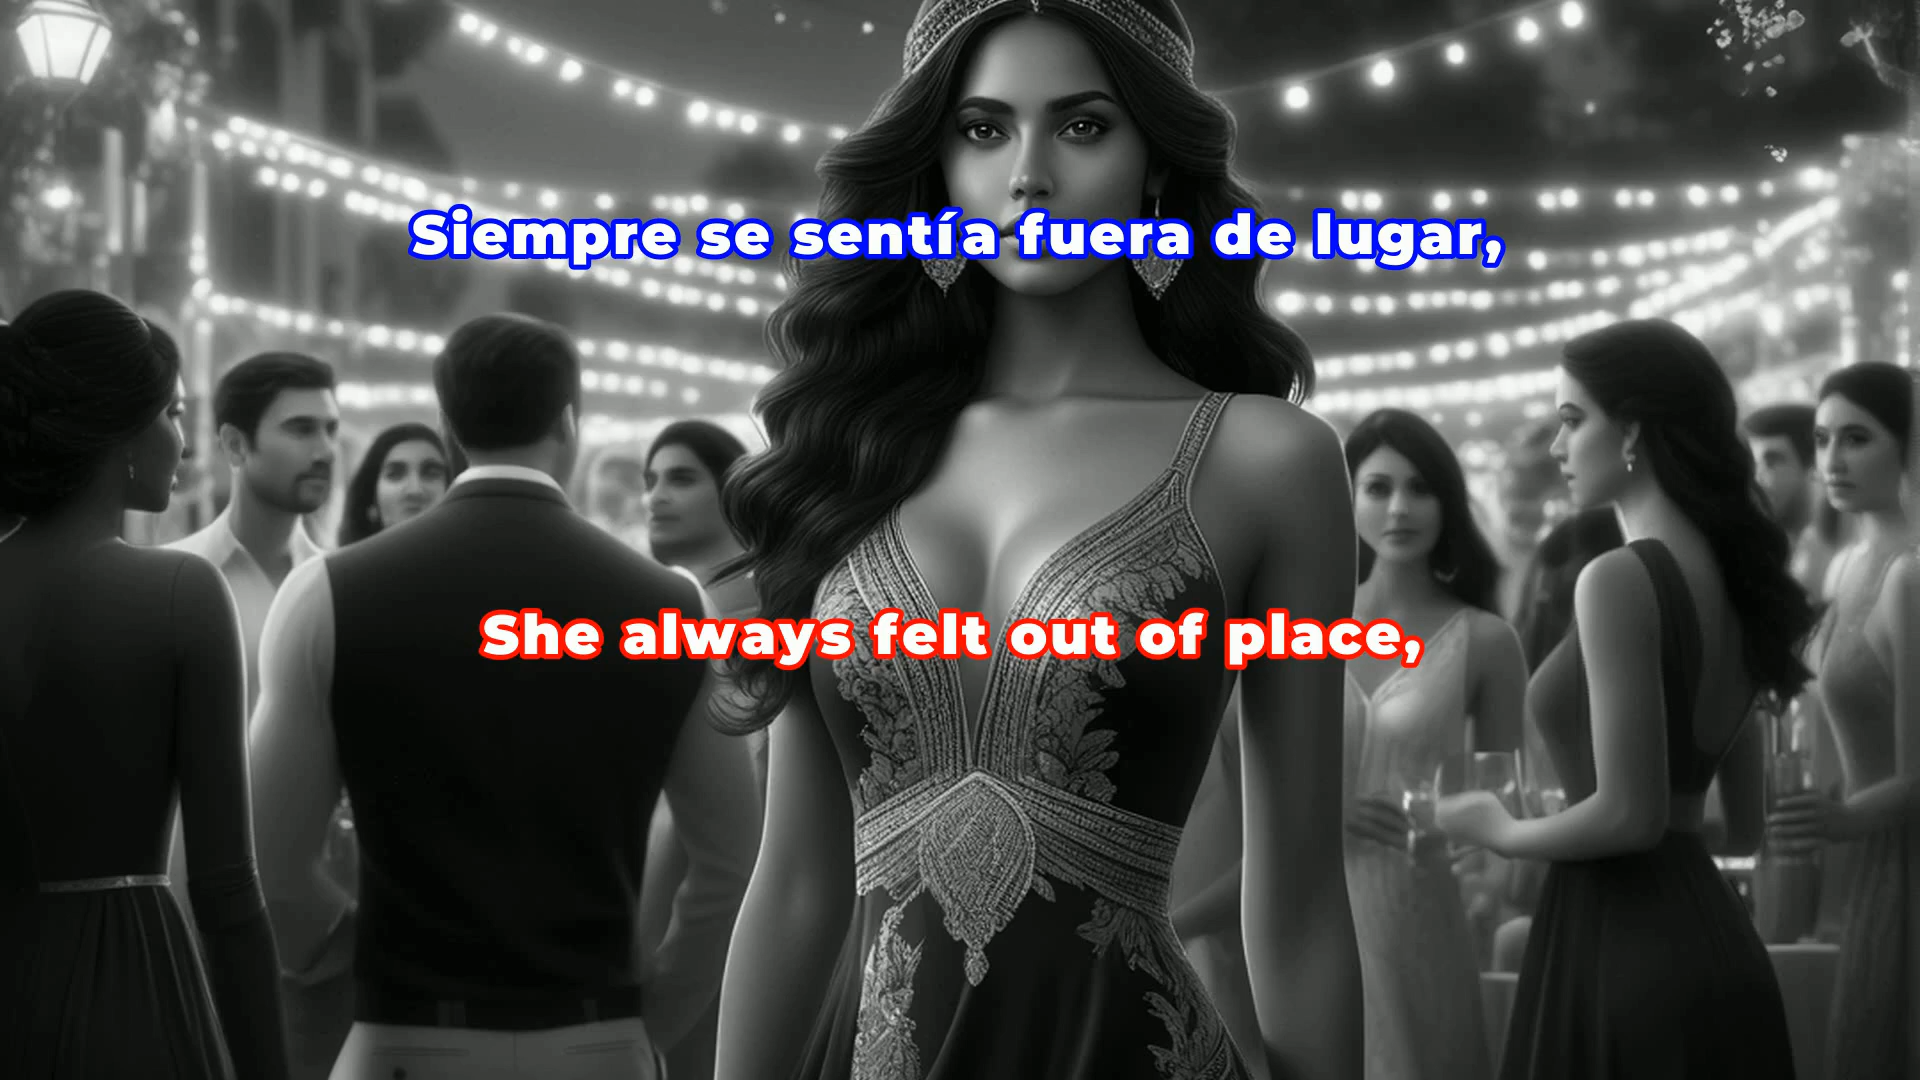 Siempre se sentía fuera de lugar,
She always felt out of place,